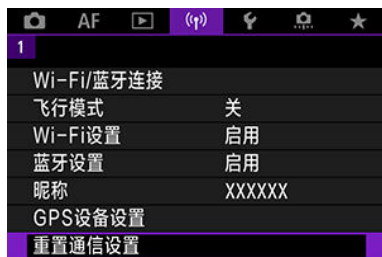 AF
1
Wi-Fi/蓝牙连接
飞行模式 关
Wi-Fi设置 启用
蓝牙设置 启用
昵称 XXXXXX
GPS设备设置
重置通信设置